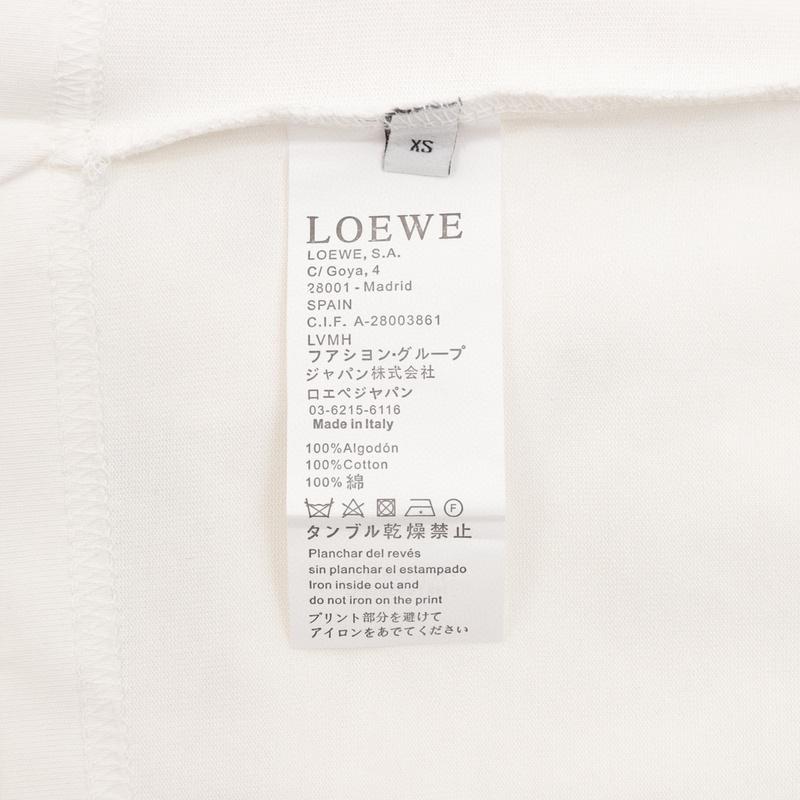 XS
LOEWE
LOEWE, S.A.
C/ Goya, 4
28001 - Madrid
SPAIN
C.I.F. A-28003861
LVMH
フアシヨン・グループ
ジャパン株式会社
ロエベジャパン
03-6215-6116
Made in Italy
100%Algodón
100%Cotton
100% 綿
F
タンブル乾燥禁止
Planchar del revés
sin planchar el estampado
Iron inside out and
do not iron on the print
プリント部分を避けて
アイロンをあでてください